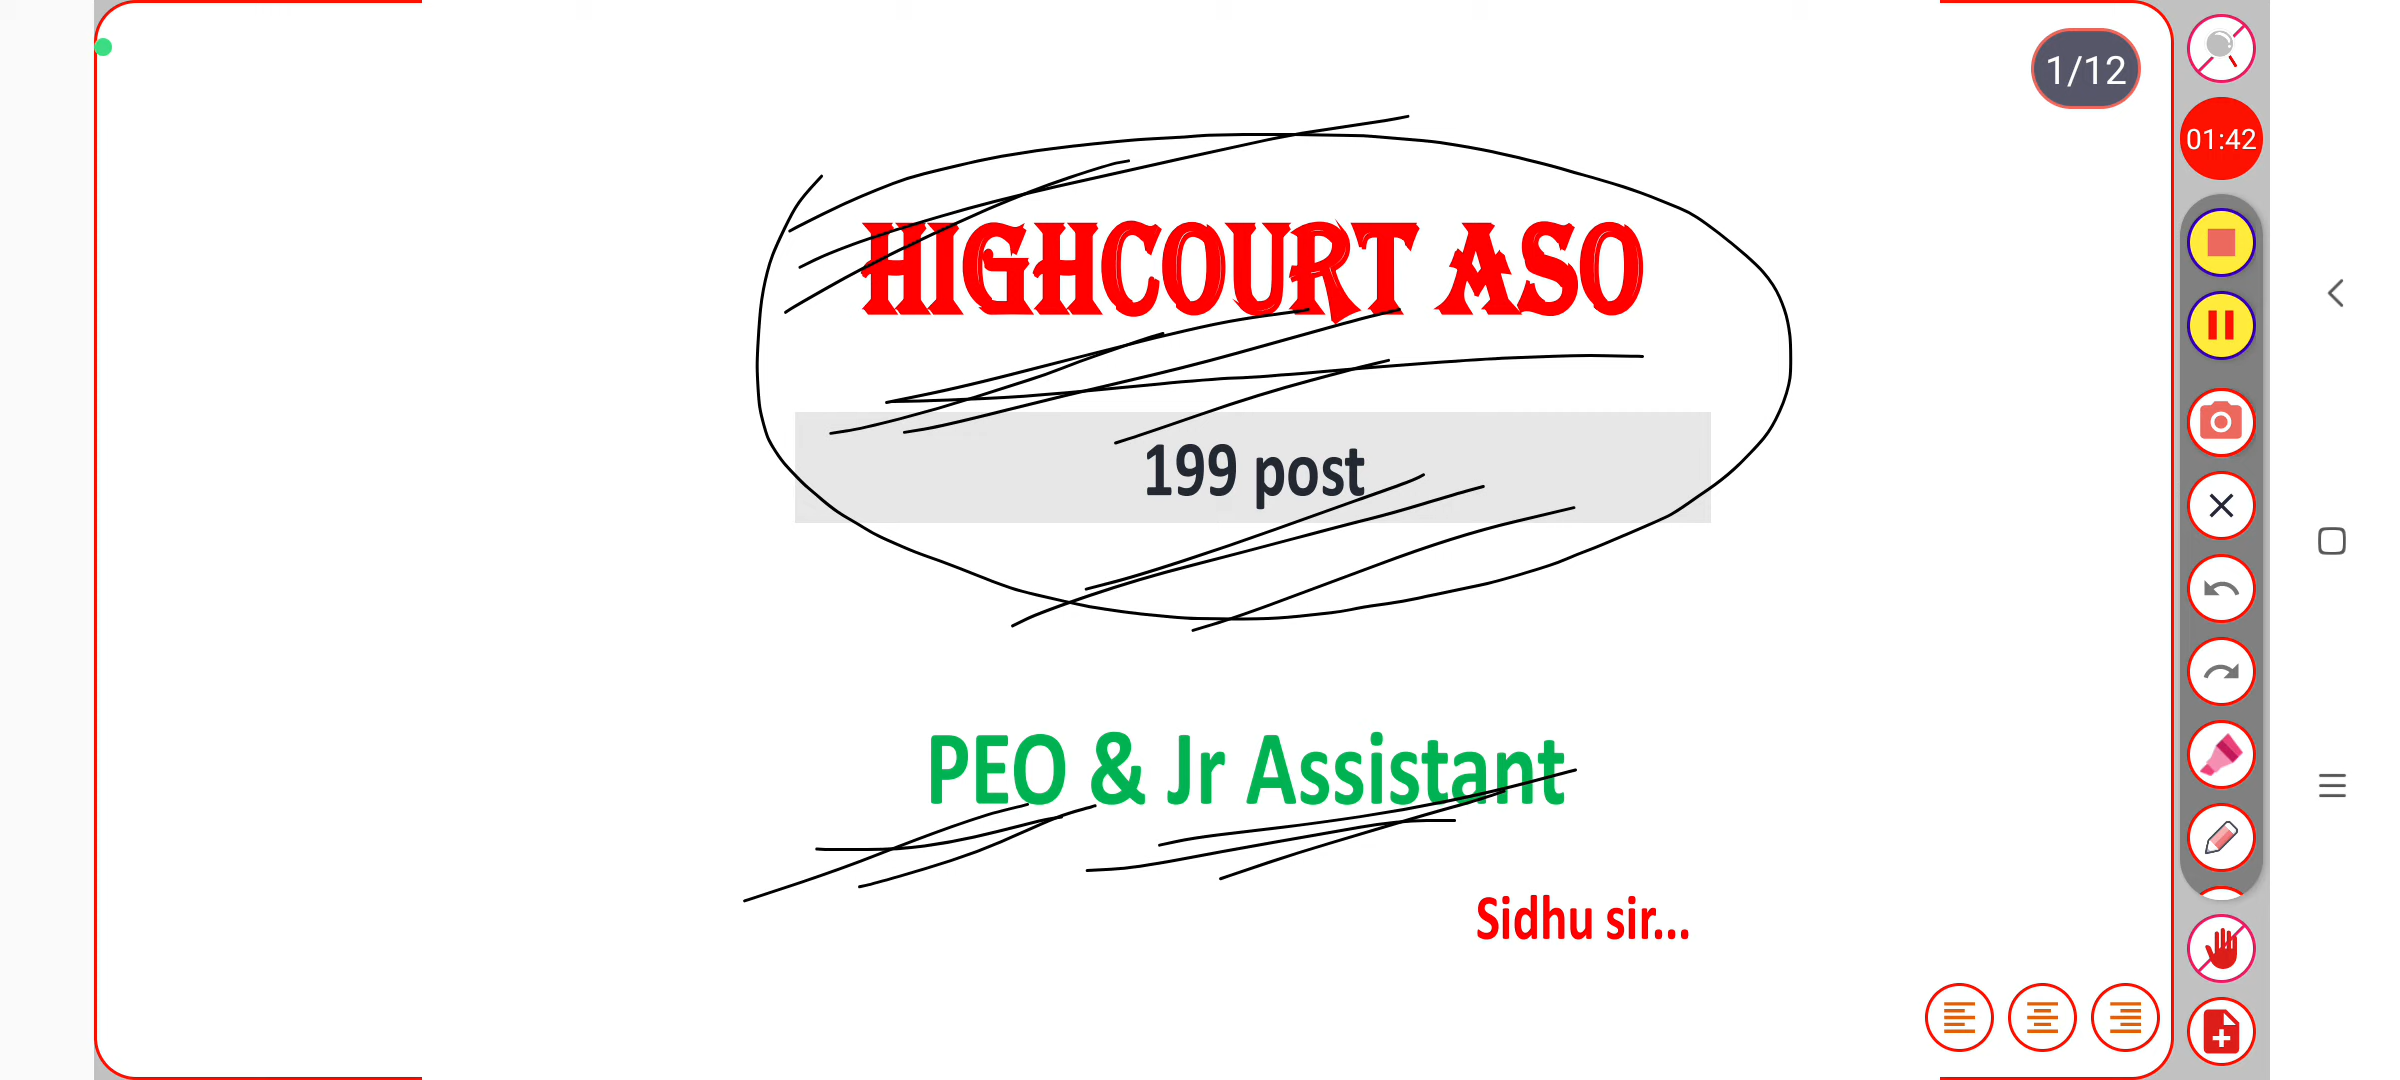 1/12
01:42
HIGHCOURT ASO
199 post
PEO & Jr Assistant
Sidhu sir...